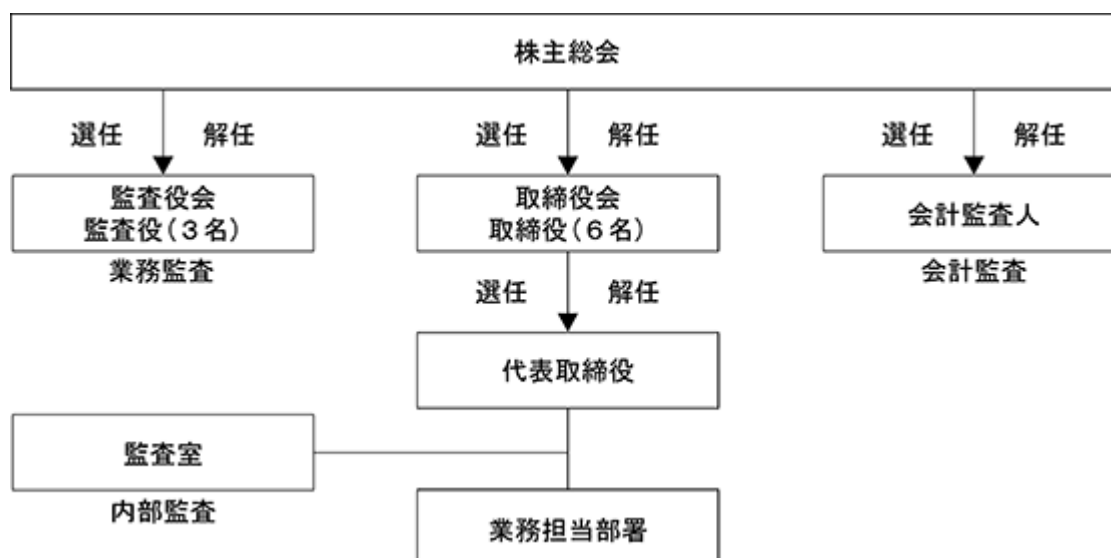 株主総会
選任 解任
選任 解任
選任 解任
監査役会
監査役(3名)
業務監査
取締役会
取締役(6名)
会計監査人
会計監査
選任 解任
代表取締役
監査室
内部監査
業務担当部署